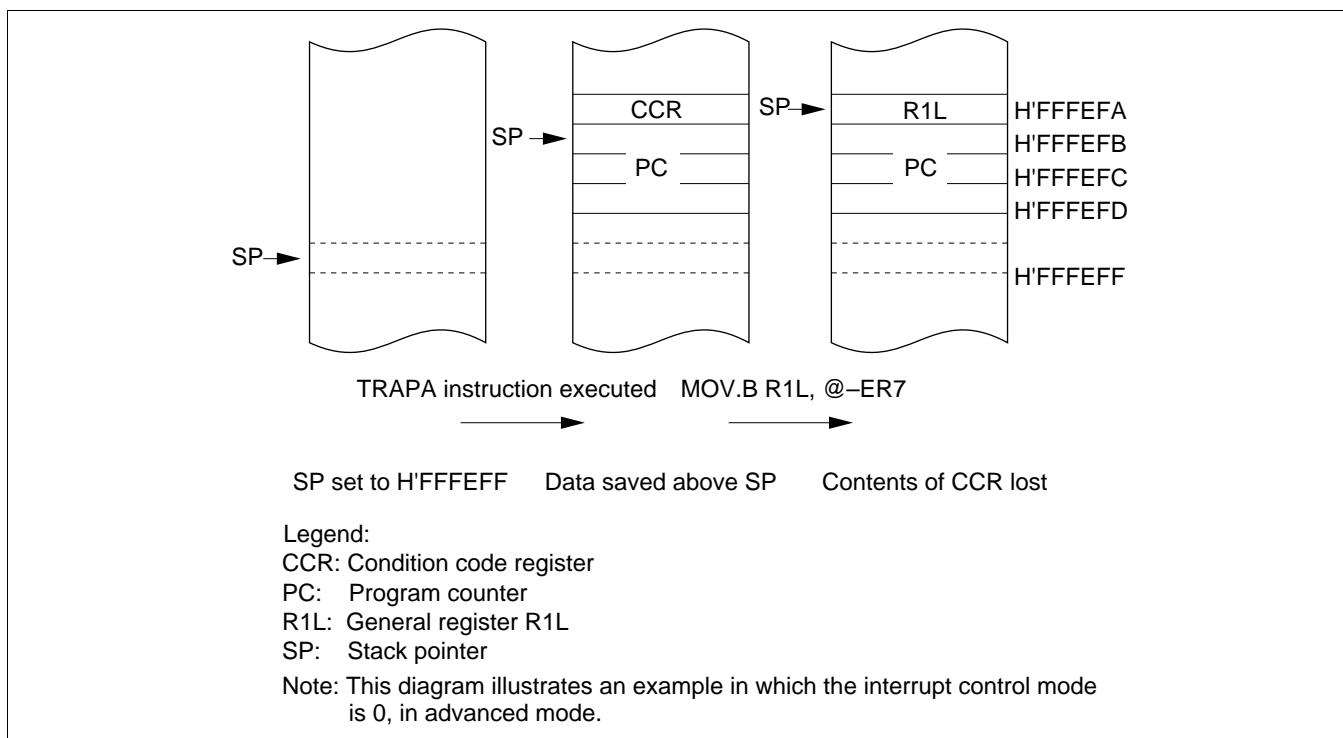 CCR
SP
R1L
H'FFFEFA
SP
H'FFFEFB
PC
PC
H'FFFEFC
H'FFFEFD
SP
H'FFFEFF
TRAPA instruction executed
MOV.B R1L, @–ER7
SP set to H'FFFEFF
Data saved above SP
Contents of CCR lost
Legend:
CCR: Condition code register
PC: Program counter
R1L: General register R1L
SP: Stack pointer
Note: This diagram illustrates an example in which the interrupt control mode
is 0, in advanced mode.